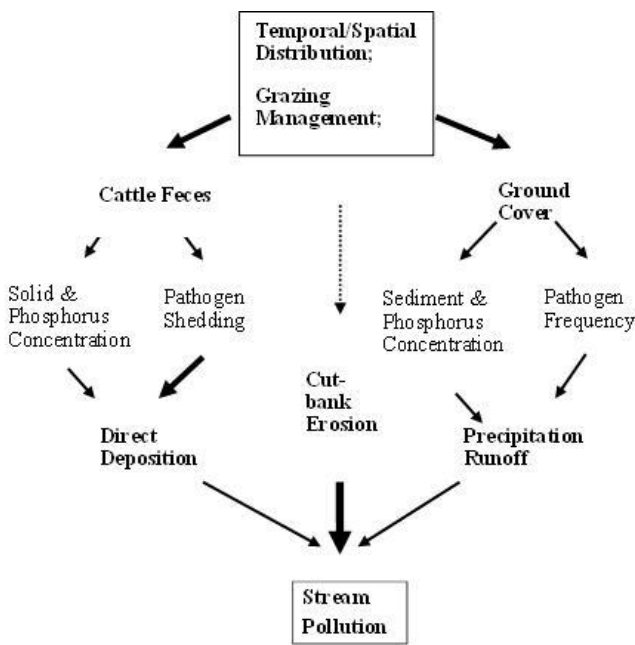 Temporal/Spatial
Distribution;
Grazing
Management;
Cattle Feces
Ground
Cover
Solid &
Phosphorus
Concentration
Pathogen
Shedding
Sediment &
Phosphorus
Concentration
Pathogen
Frequency
Cut-
bank
Erosion
Direct
Deposition
Precipitation
Runoff
Stream
Pollution